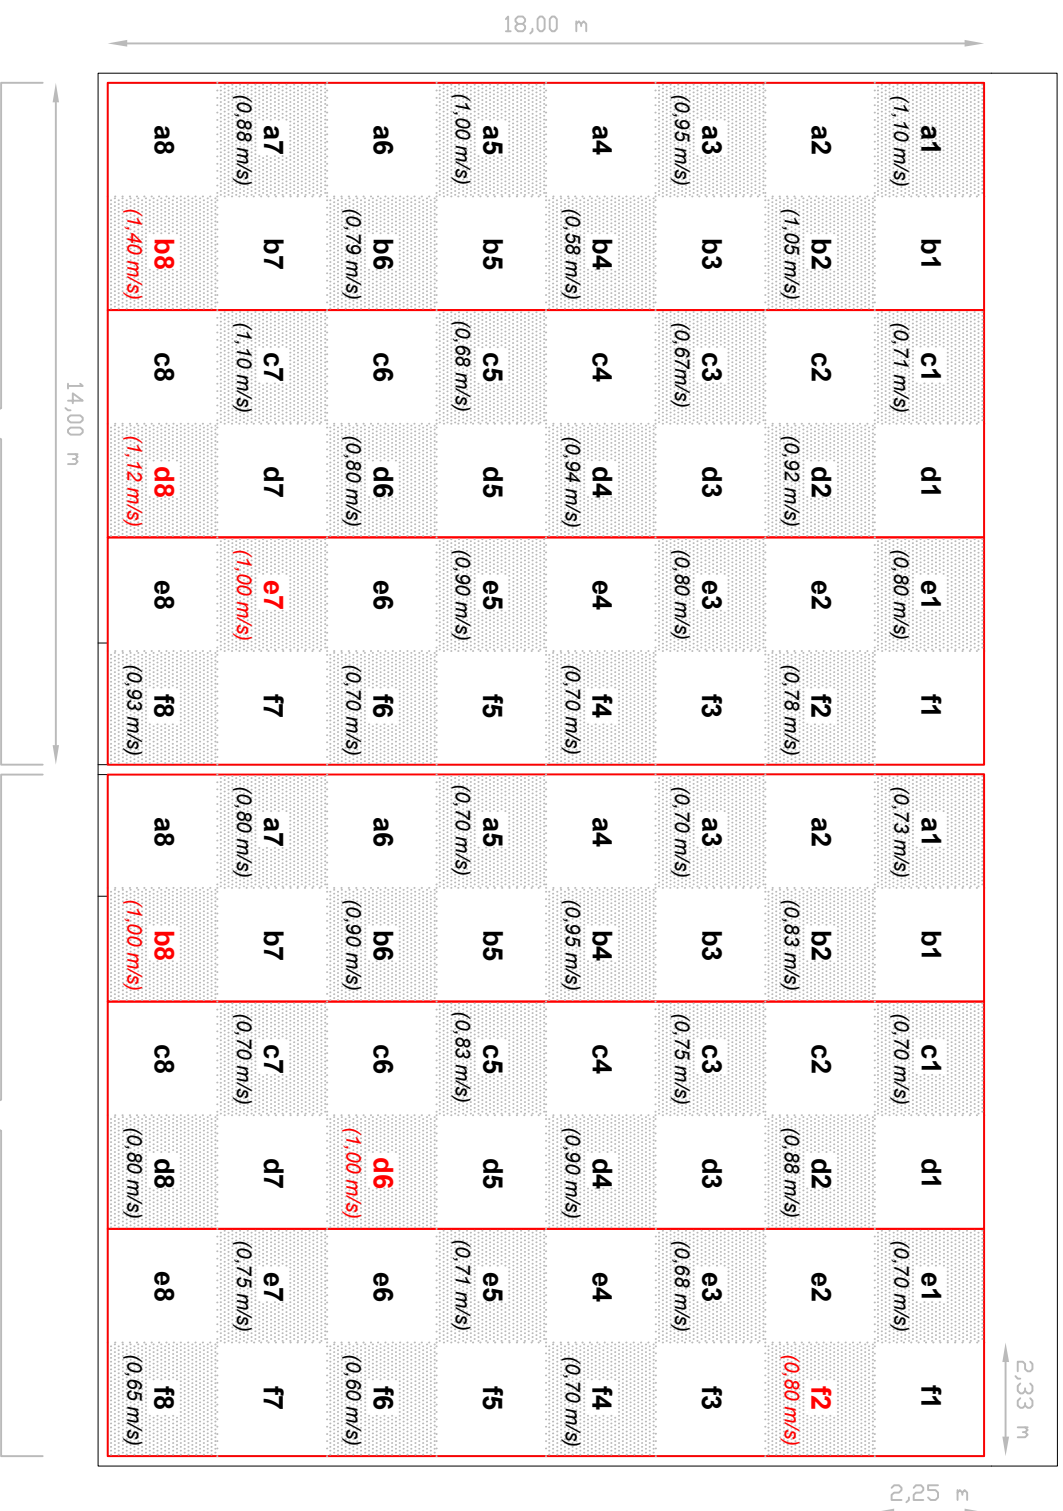 18,00 m
14,00 m
a8
a7
(0,88 m/s)
a6
a5
(1,00 m/s)
a4
a3
(0,95 m/s)
a2
a1
(1,10 m/s)
b8
(1,40 m/s)
b7
b6
(0,79 m/s)
b5
b4
(0,58 m/s)
b3
b2
(1,05 m/s)
b1
c8
c7
(1,10 m/s)
c6
c5
(0,68 m/s)
c4
c3
(0,67m/s)
c2
c1
(0,71 m/s)
d8
(1,12 m/s)
d7
d6
(0,80 m/s)
d5
d4
(0,94 m/s)
d3
d2
(0,92 m/s)
d1
e8
e7
(1,00 m/s)
e6
e5
(0,90 m/s)
e4
e3
(0,80 m/s)
e2
e1
(0,80 m/s)
f8
(0,93 m/s)
f7
f6
(0,70 m/s)
f5
f4
(0,70 m/s)
f3
f2
(0,78 m/s)
f1
a8
a7
(0,80 m/s)
a6
a5
(0,70 m/s)
a4
a3
(0,70 m/s)
a2
a1
(0,73 m/s)
b8
(1,00 m/s)
b7
b6
(0,90 m/s)
b5
b4
(0,95 m/s)
b3
b2
(0,83 m/s)
b1
c8
c7
(0,70 m/s)
c6
c5
(0,83 m/s)
c4
c3
(0,75 m/s)
c2
c1
(0,70 m/s)
d8
(0,80 m/s)
d7
d6
(1,00 m/s)
d5
d4
(0,90 m/s)
d3
d2
(0,88 m/s)
d1
e8
e7
(0,75 m/s)
e6
e5
(0,71 m/s)
e4
e3
(0,68 m/s)
e2
e1
(0,70 m/s)
f8
(0,65 m/s)
f7
f6
(0,60 m/s)
f5
f4
(0,70 m/s)
f3
f2
(0,80 m/s)
f1
2,33 m
2,25 m